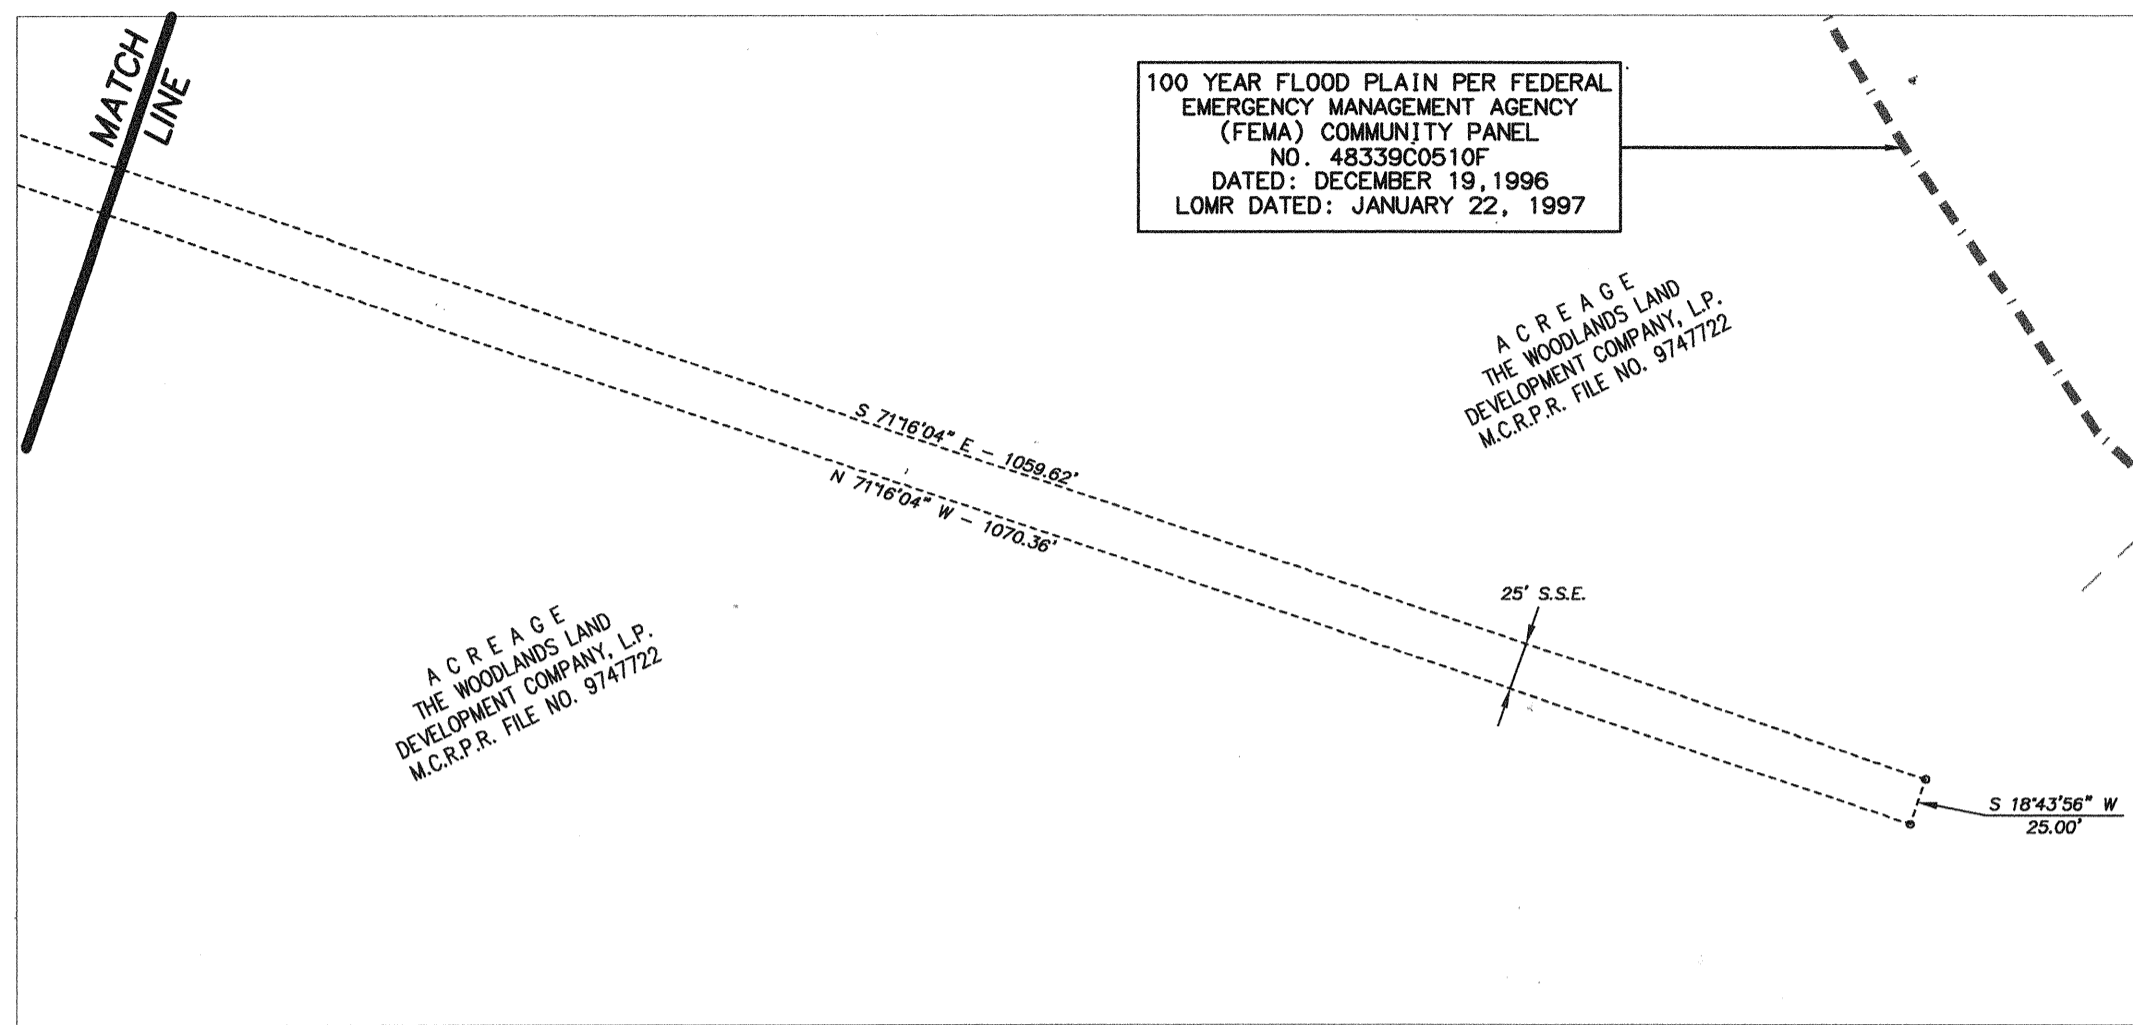 MATCH
LINE
100 YEAR FLOOD PLAIN PER FEDERAL
EMERGENCY MANAGEMENT AGENCY
(FEMA) COMMUNITY PANEL
NO. 48339C0510F
DATED: DECEMBER 19,1996
LOMR DATED: JANUARY 22, 1997
A C R E A G E
THE WOODLANDS LAND
DEVELOPMENT COMPANY, L.P.
M.C.R.P.R. FILE NO. 9747722
S 71°16'04" E – 1059.62'
N 71°16'04" W – 1070.36'
25' S.S.E.
A C R E A G E
THE WOODLANDS LAND
DEVELOPMENT COMPANY, L.P.
M.C.R.P.R. FILE NO. 9747722
S 18°43'56" W
25.00'